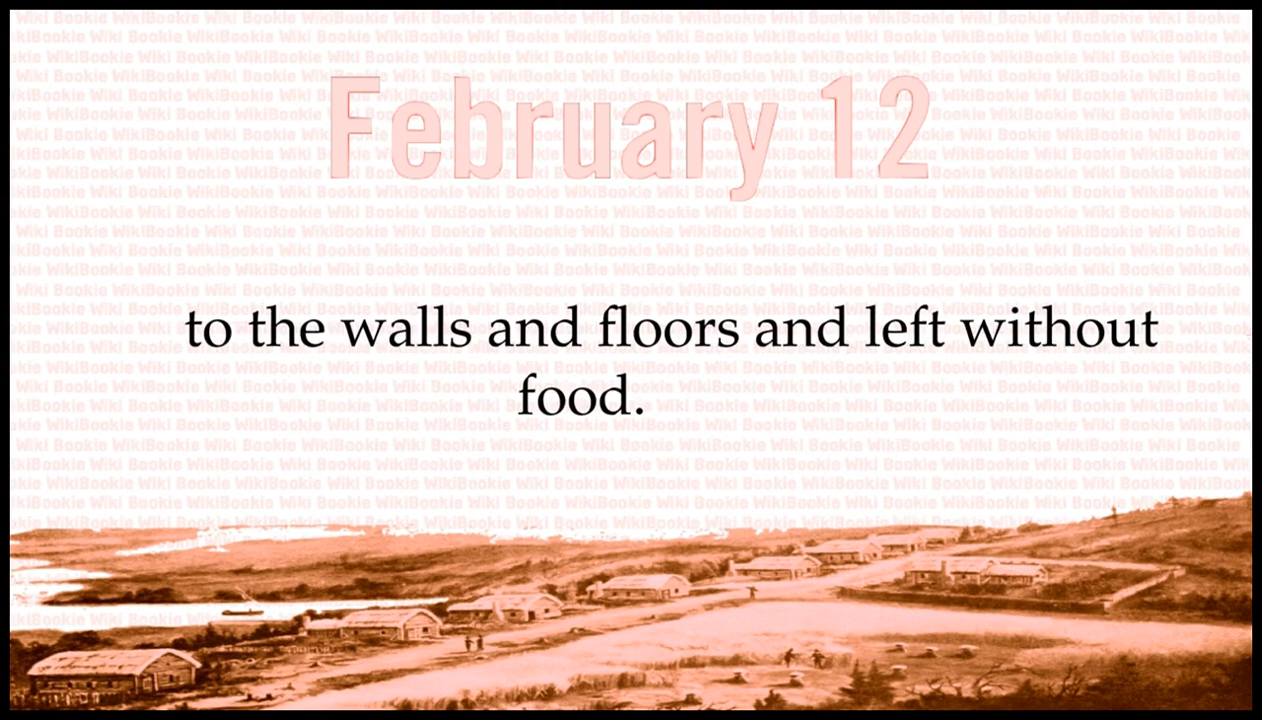 February 12
to the walls and floors and left without
food.